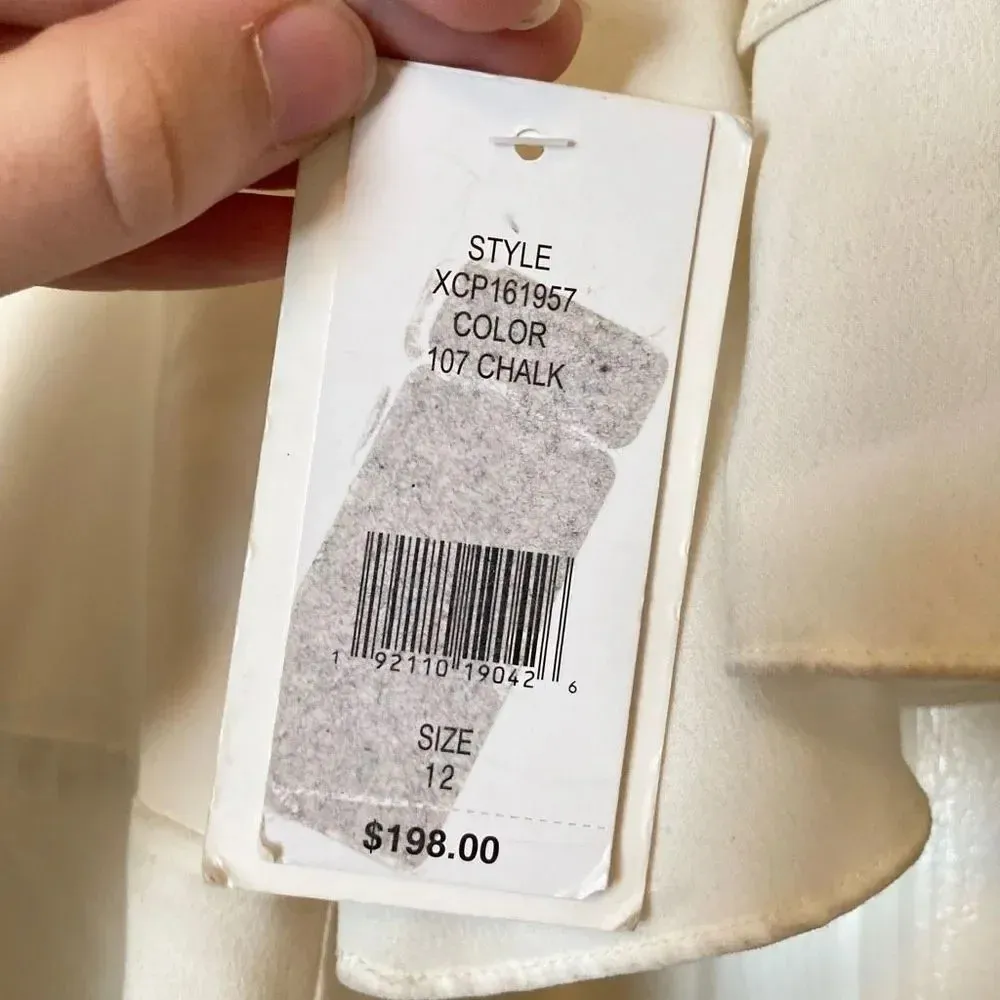 STYLE
XCP161957
COLOR
107 CHALK
1 92110 19042 6
SIZE
12
$198.00